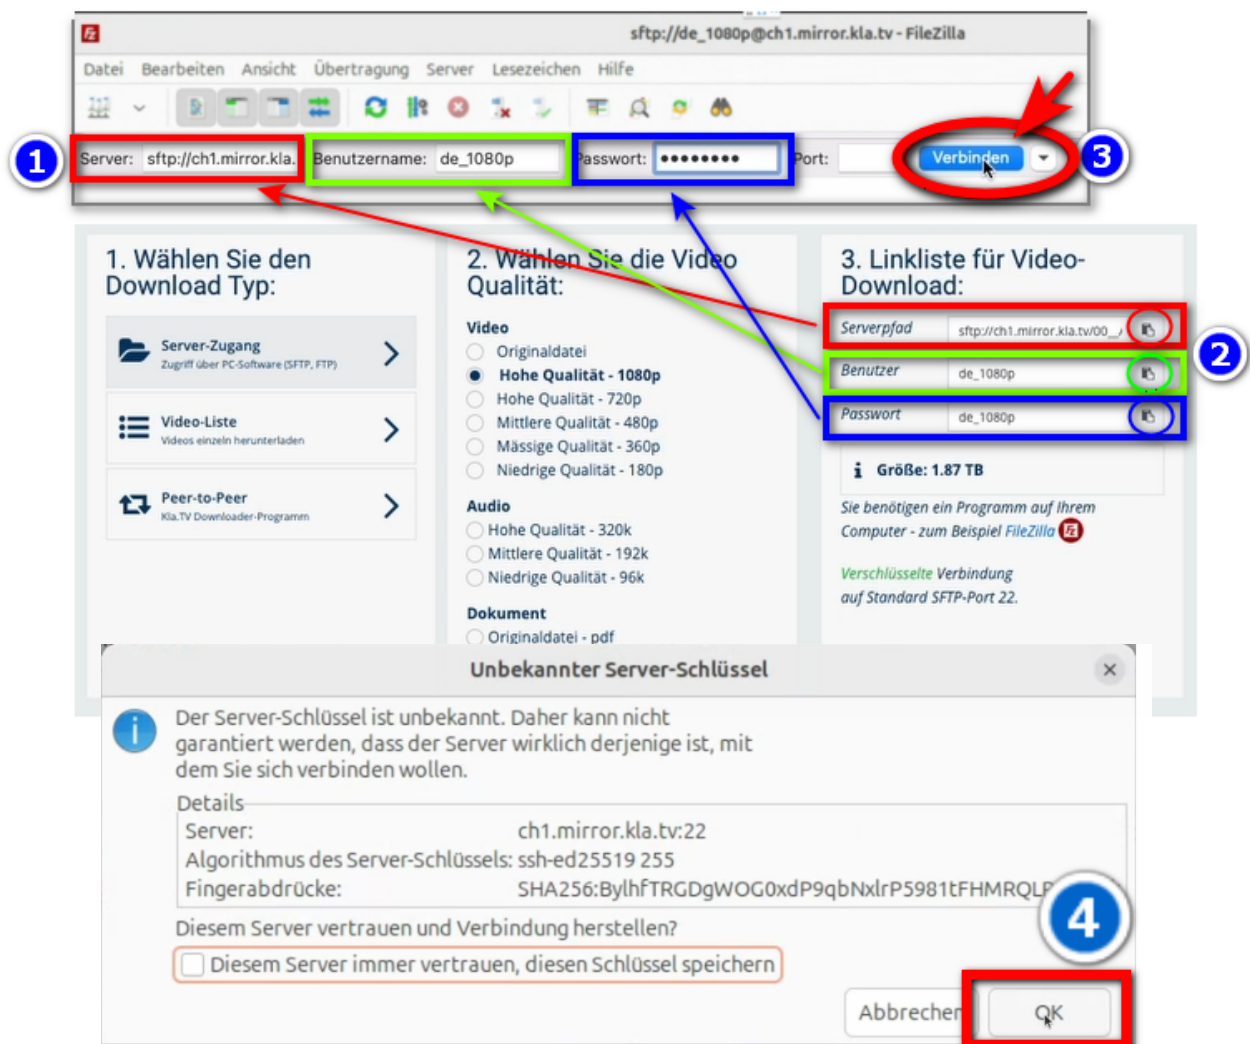 sftp://de_1080p@ch1.mirror.kla.tv - FileZilla
Datei Bearbeiten Ansicht Übertragung Server Lesezeichen Hilfe
1
Server: sftp://ch1.mirror.kla. Benutzername: de_1080p Passwort: ●●●●●●●● Port: Verbinden
3
1. Wählen Sie den
Download Typ:
Server-Zugang
Zugriff über PC-Software (SFTP, FTP)
Video-Liste
Videos einzeln herunterladen
Peer-to-Peer
Kla.TV Downloader-Programm
2. Wählen Sie die Video
Qualität:
Video
Originaldatei
Hohe Qualität - 1080p
Hohe Qualität - 720p
Mittlere Qualität - 480p
Mässige Qualität - 360p
Niedrige Qualität - 180p
Audio
Hohe Qualität - 320k
Mittlere Qualität - 192k
Niedrige Qualität - 96k
Dokument
Originaldatei - pdf
3. Linkliste für Video-
Download:
Serverpfad sftp://ch1.mirror.kla.tv/00__/
2
Benutzer de_1080p
Passwort de_1080p
Größe: 1.87 TB
Sie benötigen ein Programm auf Ihrem
Computer - zum Beispiel FileZilla Fz
Verschlüsselte Verbindung
auf Standard SFTP-Port 22.
Unbekannter Server-Schlüssel
Der Server-Schlüssel ist unbekannt. Daher kann nicht
garantiert werden, dass der Server wirklich derjenige ist, mit
dem Sie sich verbinden wollen.
Details
Server: ch1.mirror.kla.tv:22
Algorithmus des Server-Schlüssels: ssh-ed25519 255
Fingerabdrücke: SHA256:BylhfTRGDgWOG0xdP9qbNxlrP5981tFHMRQL
4
Diesem Server vertrauen und Verbindung herstellen?
Diesem Server immer vertrauen, diesen Schlüssel speichern
Abbrechen OK